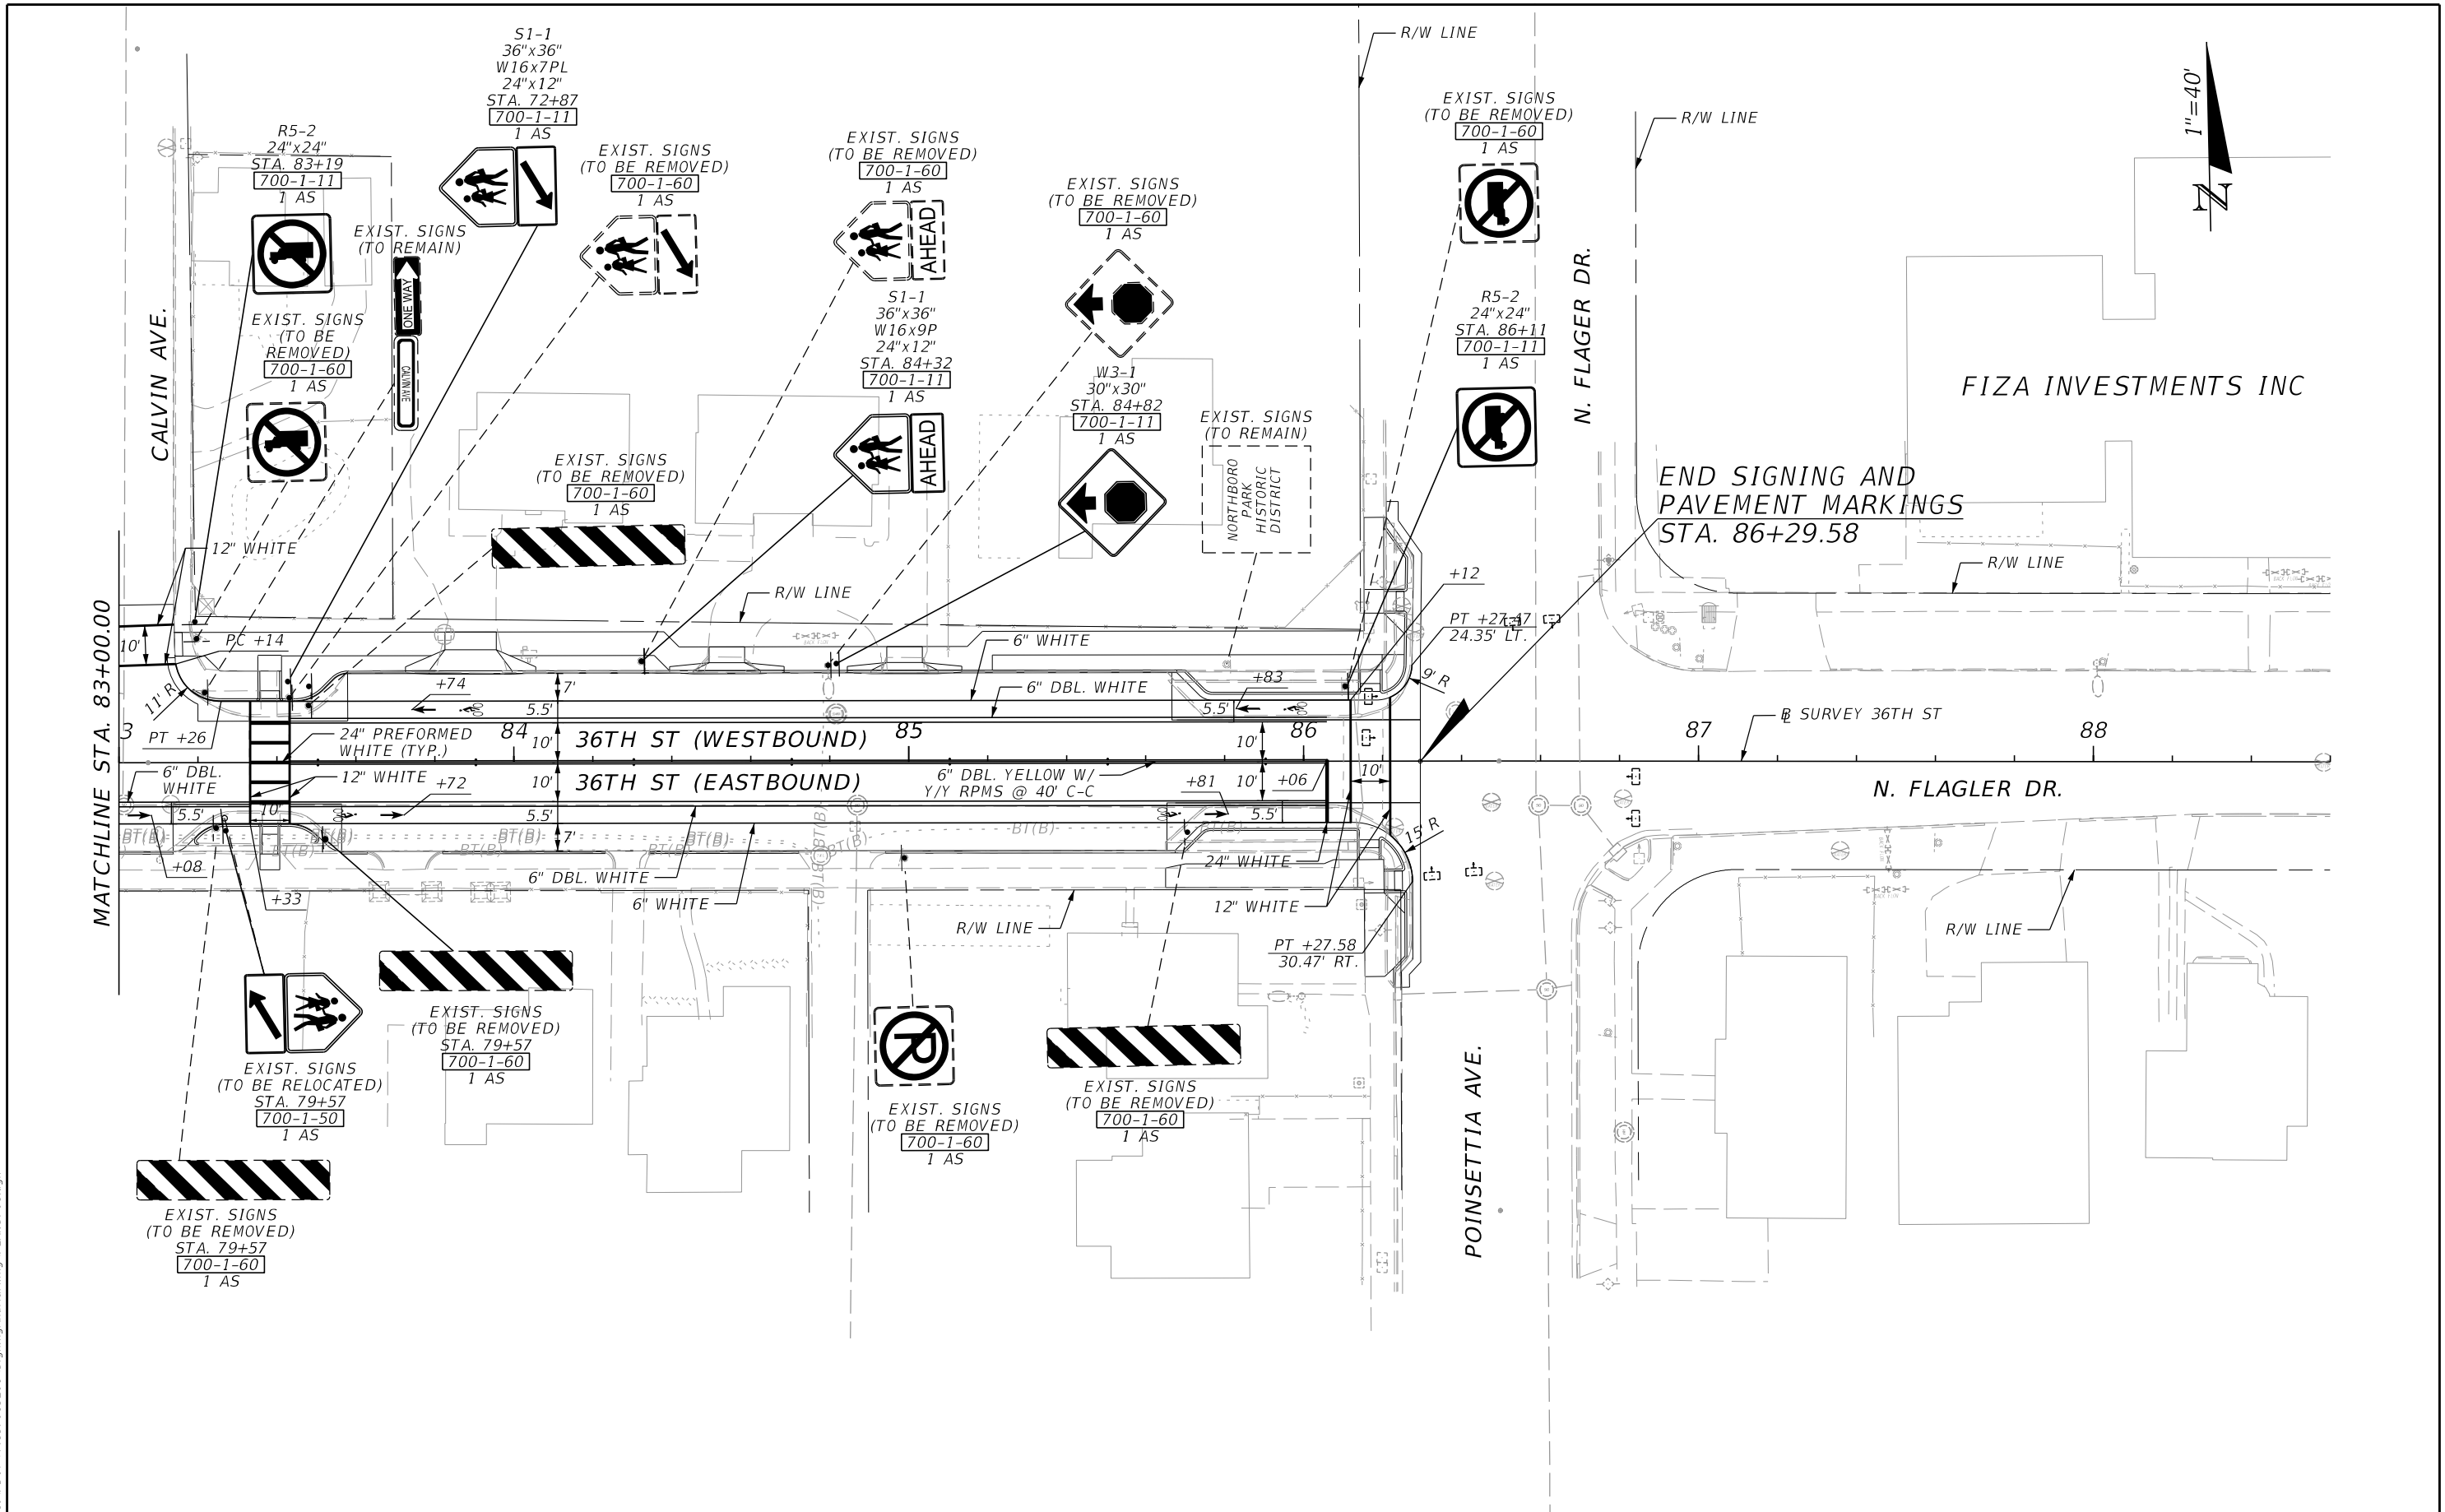 R/W LINE
1"=40'
N
S1-1
36"x36"
W16x7PL
24"x12"
STA. 72+87
700-1-11
1 AS
R5-2
24"x24"
STA. 83+19
700-1-11
1 AS
EXIST. SIGNS
(TO BE REMOVED)
700-1-60
1 AS
EXIST. SIGNS
(TO BE REMOVED)
700-1-60
1 AS
AHEAD
EXIST. SIGNS
(TO BE REMOVED)
700-1-60
1 AS
EXIST. SIGNS
(TO BE REMOVED)
700-1-60
1 AS
R/W LINE
EXIST. SIGNS
(TO REMAIN)
ONE WAY
CALVIN AVE
CALVIN AVE.
EXIST. SIGNS
(TO BE
REMOVED)
700-1-60
1 AS
S1-1
36"x36"
W16x9P
24"x12"
STA. 84+32
700-1-11
1 AS
AHEAD
W3-1
30"x30"
STA. 84+82
700-1-11
1 AS
R5-2
24"x24"
STA. 86+11
700-1-11
1 AS
N. FLAGER DR.
FIZA INVESTMENTS INC
EXIST. SIGNS
(TO REMAIN)
NORTHBORO
PARK
HISTORIC
DISTRICT
EXIST. SIGNS
(TO BE REMOVED)
700-1-60
1 AS
END SIGNING AND
PAVEMENT MARKINGS
STA. 86+29.58
12" WHITE
R/W LINE
+12
R/W LINE
MATCHLINE STA. 83+00.00
10'
PC +14
6" WHITE
PT +27.47
24.35' LT.
11' R
+74
7'
6" DBL. WHITE
+83
9' R
5.5'
5.5'
PT +26
3
24" PREFORMED
WHITE (TYP.)
84
10'
36TH ST (WESTBOUND)
85
10'
86
87
BL SURVEY 36TH ST
88
6" DBL.
WHITE
12" WHITE
+72
10'
36TH ST (EASTBOUND)
6" DBL. YELLOW W/
Y/Y RPMS @ 40' C-C
+81
10'
+06
10'
N. FLAGLER DR.
5.5'
10'
5.5'
5.5'
7'
15' R
BT(B)
BT(B)
BT(B)
BT(B)
BT(B)
BT(B)
BT(B)
BT(B)
BT(B)
BT(B)
BT(B)
BT(B)
+08
24" WHITE
6" DBL. WHITE
+33
6" WHITE
12" WHITE
R/W LINE
R/W LINE
PT +27.58
30.47' RT.
EXIST. SIGNS
(TO BE REMOVED)
STA. 79+57
700-1-60
1 AS
EXIST. SIGNS
(TO BE RELOCATED)
STA. 79+57
700-1-50
1 AS
P
EXIST. SIGNS
(TO BE REMOVED)
700-1-60
1 AS
EXIST. SIGNS
(TO BE REMOVED)
700-1-60
1 AS
POINSETTIA AVE.
EXIST. SIGNS
(TO BE REMOVED)
STA. 79+57
700-1-60
1 AS